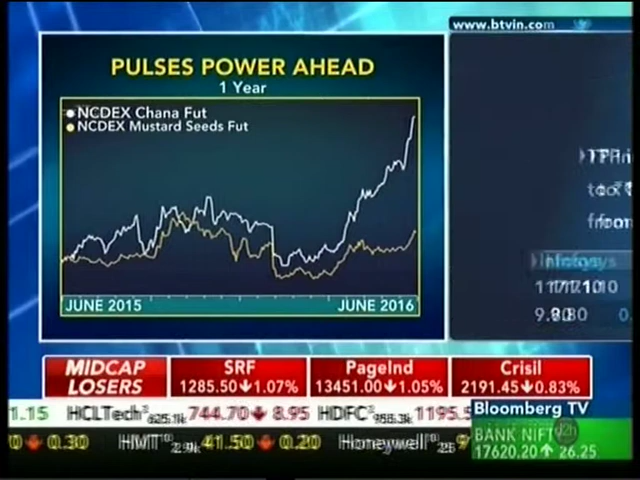 www.btvin.com
PULSES POWER AHEAD
1 Year
NCDEX Chana Fut
NCDEX Mustard Seeds Fut
JUNE 2015 JUNE 2016
MIDCAP LOSERS
SRF
1285.50↓1.07%
PageInd
13451.00↓1.05%
Crisil
2191.45↓0.83%
1.15 HCLTech 744.70↓ 8.95 HDFC 1195.5
Bloomberg TV
0.30 HMT 41.50↓ 0.20 Honeywell
BANK NIFT
17620.20↑ 26.25